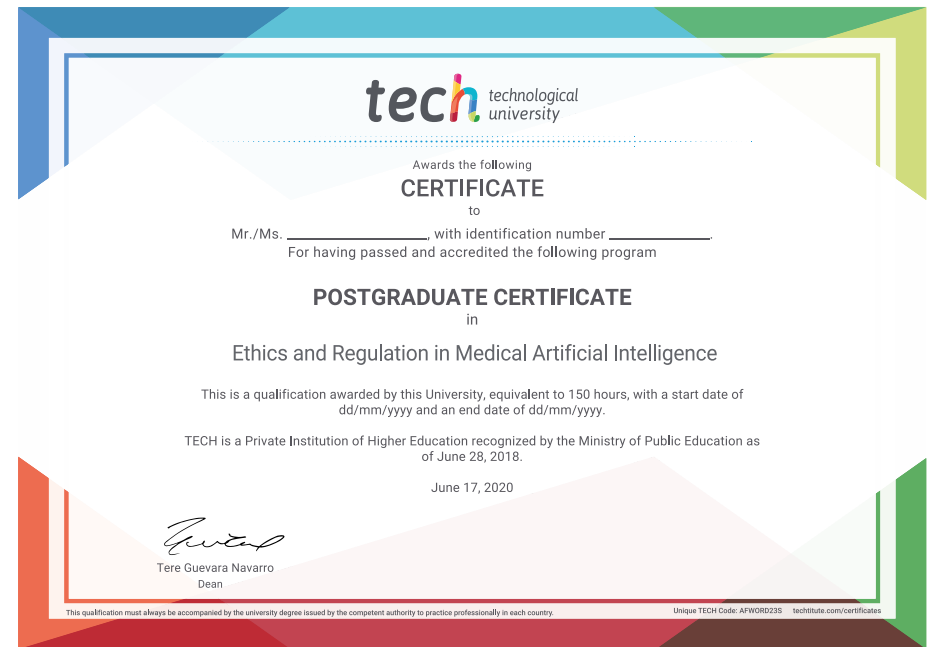 tech technological
university
Awards the following
CERTIFICATE
to
Mr./Ms. ____________________, with identification number ______________.
For having passed and accredited the following program
POSTGRADUATE CERTIFICATE
in
Ethics and Regulation in Medical Artificial Intelligence
This is a qualification awarded by this University, equivalent to 150 hours, with a start date of
dd/mm/yyyy and an end date of dd/mm/yyyy.
TECH is a Private Institution of Higher Education recognized by the Ministry of Public Education as
of June 28, 2018.
June 17, 2020
Tere Guevara Navarro
Dean
This qualification must always be accompanied by the university degree issued by the competent authority to practice professionally in each country.
Unique TECH Code: AFWORD23S techtitute.com/certificates